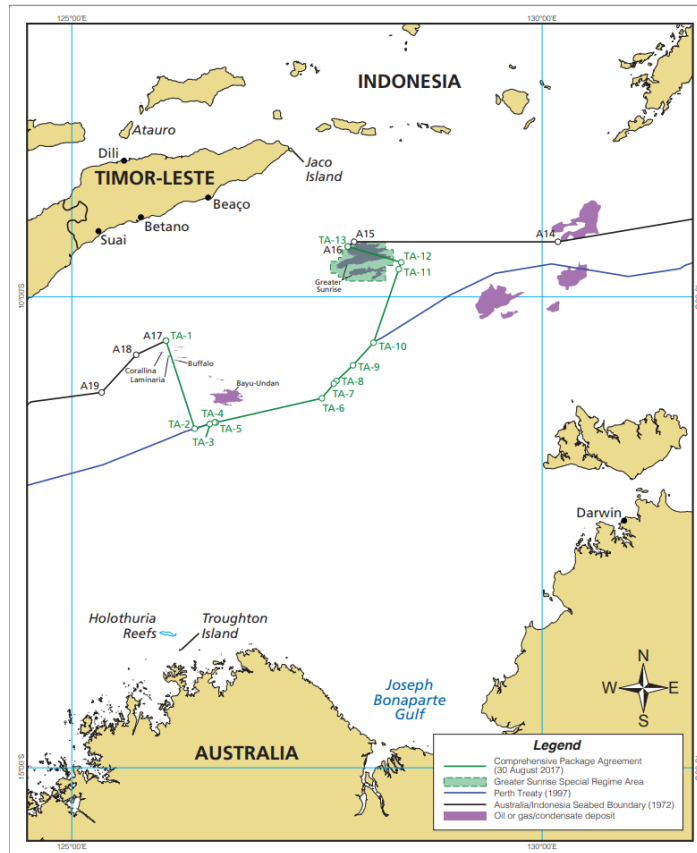 125°00'E
130°00'E
INDONESIA
Atauro
Dili
Jaco
Island
TIMOR-LESTE
Beaço
Betano
Suai
TA-13
A15
A14
A16
TA-12
TA-11
Greater
Sunrise
10°00'S
A17
TA-1
TA-10
A18
Corallina
Buffalo
Laminaria
TA-9
A19
Bayu-Undan
TA-8
TA-7
TA-6
TA-4
TA-2
TA-5
TA-3
Darwin
Holothuria
Reefs
Troughton
Island
N
W
E
S
Joseph
Bonaparte
Gulf
AUSTRALIA
15°00'S
Legend
Comprehensive Package Agreement
(30 August 2017)
Greater Sunrise Special Regime Area
Perth Treaty (1997)
Australia/Indonesia Seabed Boundary (1972)
Oil or gas/condensate deposit
125°00'E
130°00'E